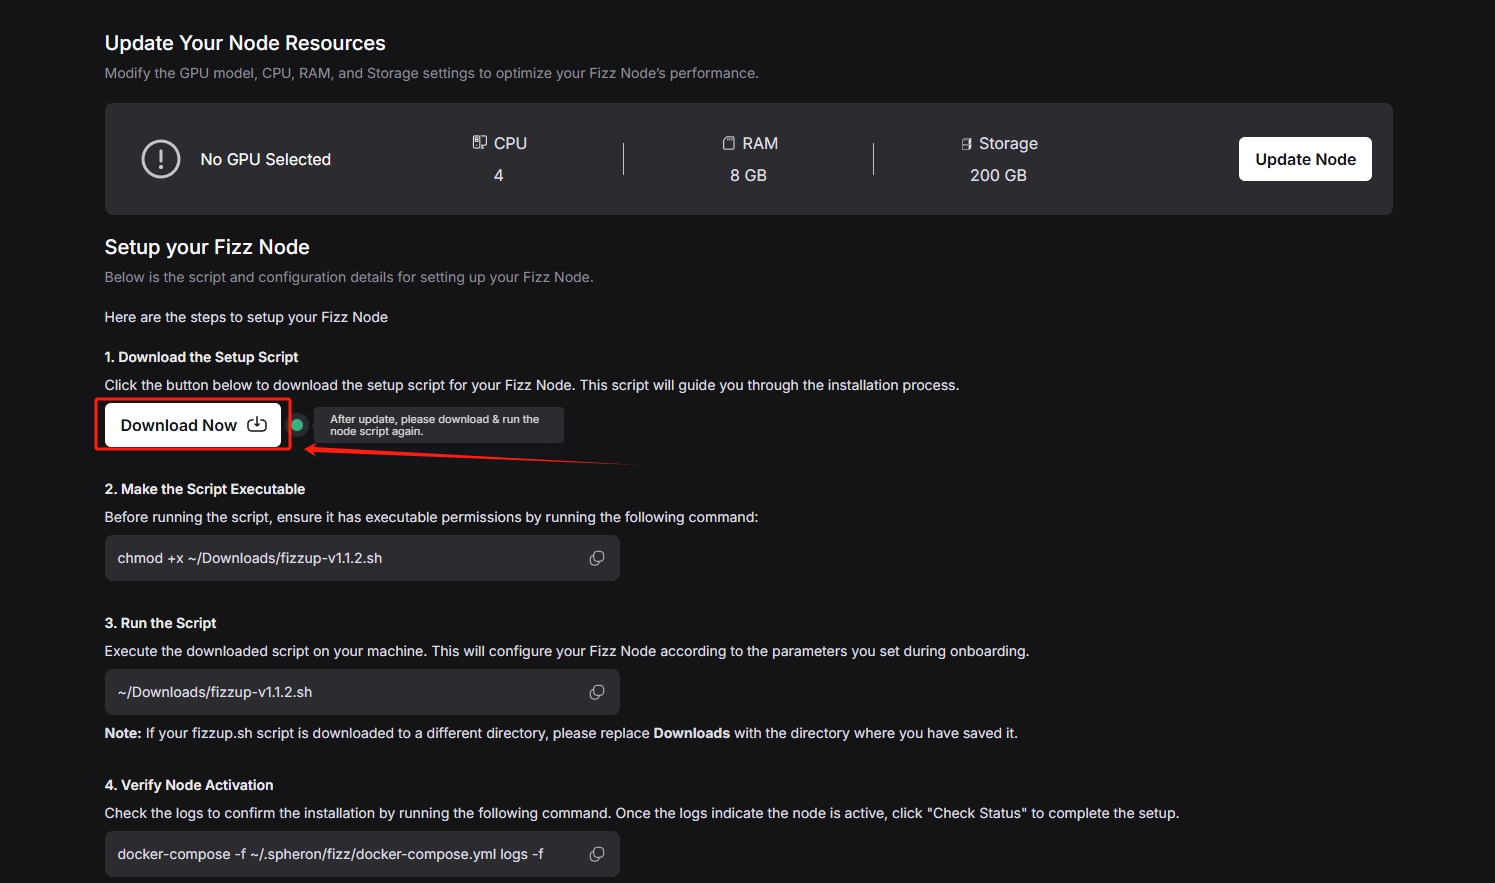 Update Your Node Resources
Modify the GPU model, CPU, RAM, and Storage settings to optimize your Fizz Node's performance.
No GPU Selected
CPU
4
RAM
8 GB
Storage
200 GB
Update Node
Setup your Fizz Node
Below is the script and configuration details for setting up your Fizz Node.
Here are the steps to setup your Fizz Node
1. Download the Setup Script
Click the button below to download the setup script for your Fizz Node. This script will guide you through the installation process.
Download Now
After update, please download & run the
node script again.
2. Make the Script Executable
Before running the script, ensure it has executable permissions by running the following command:
chmod +x ~/Downloads/fizzup-v1.1.2.sh
3. Run the Script
Execute the downloaded script on your machine. This will configure your Fizz Node according to the parameters you set during onboarding.
~/Downloads/fizzup-v1.1.2.sh
Note: If your fizzup.sh script is downloaded to a different directory, please replace Downloads with the directory where you have saved it.
4. Verify Node Activation
Check the logs to confirm the installation by running the following command. Once the logs indicate the node is active, click "Check Status" to complete the setup.
docker-compose -f ~/.spheron/fizz/docker-compose.yml logs -f